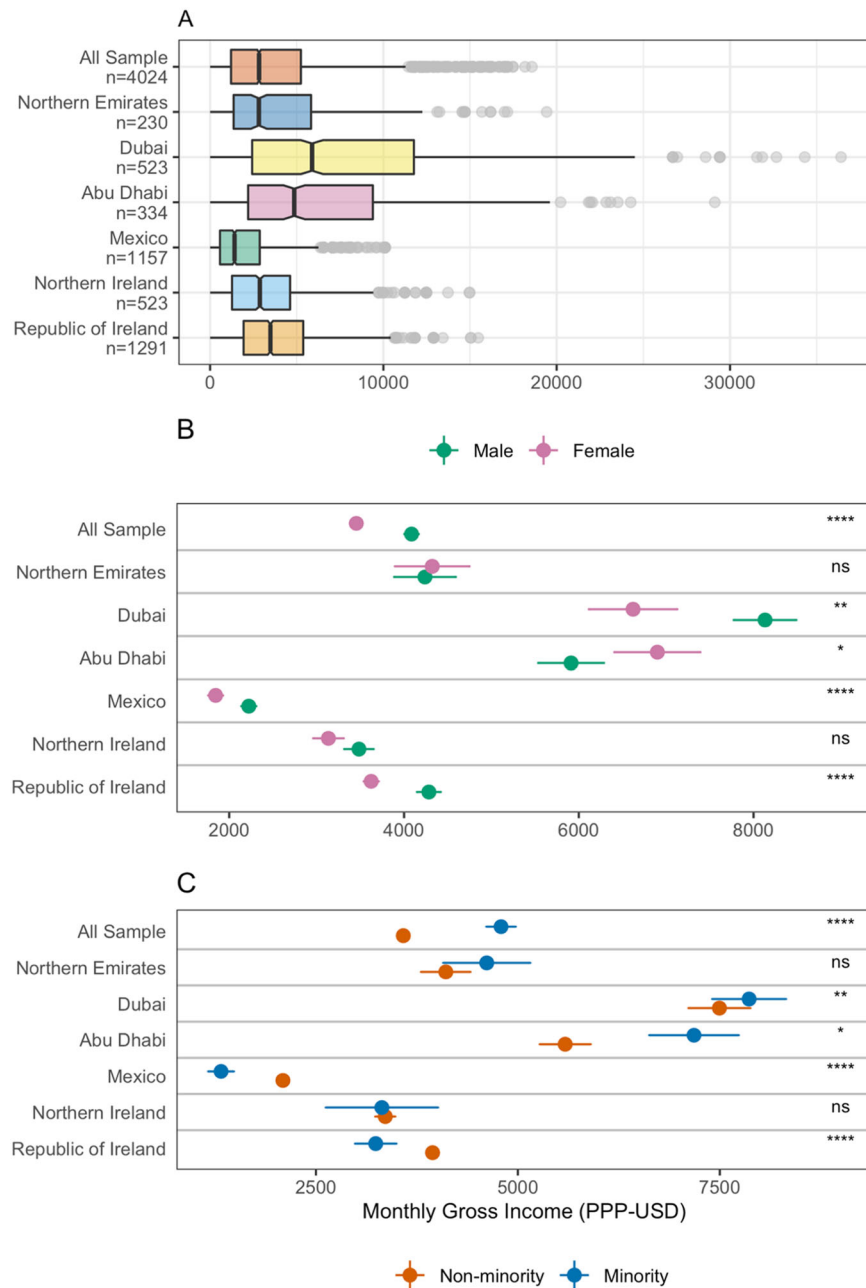 A
All Sample
n=4024
Northern Emirates
n=230
Dubai
n=523
Abu Dhabi
n=334
Mexico
n=1157
Northern Ireland
n=523
Republic of Ireland
n=1291
0 10000 20000 30000
B
Male Female
All Sample ****
Northern Emirates ns
Dubai **
Abu Dhabi *
Mexico ****
Northern Ireland ns
Republic of Ireland ****
2000 4000 6000 8000
C
All Sample ****
Northern Emirates ns
Dubai **
Abu Dhabi *
Mexico ****
Northern Ireland ns
Republic of Ireland ****
2500 5000 7500
Monthly Gross Income (PPP-USD)
Non-minority Minority